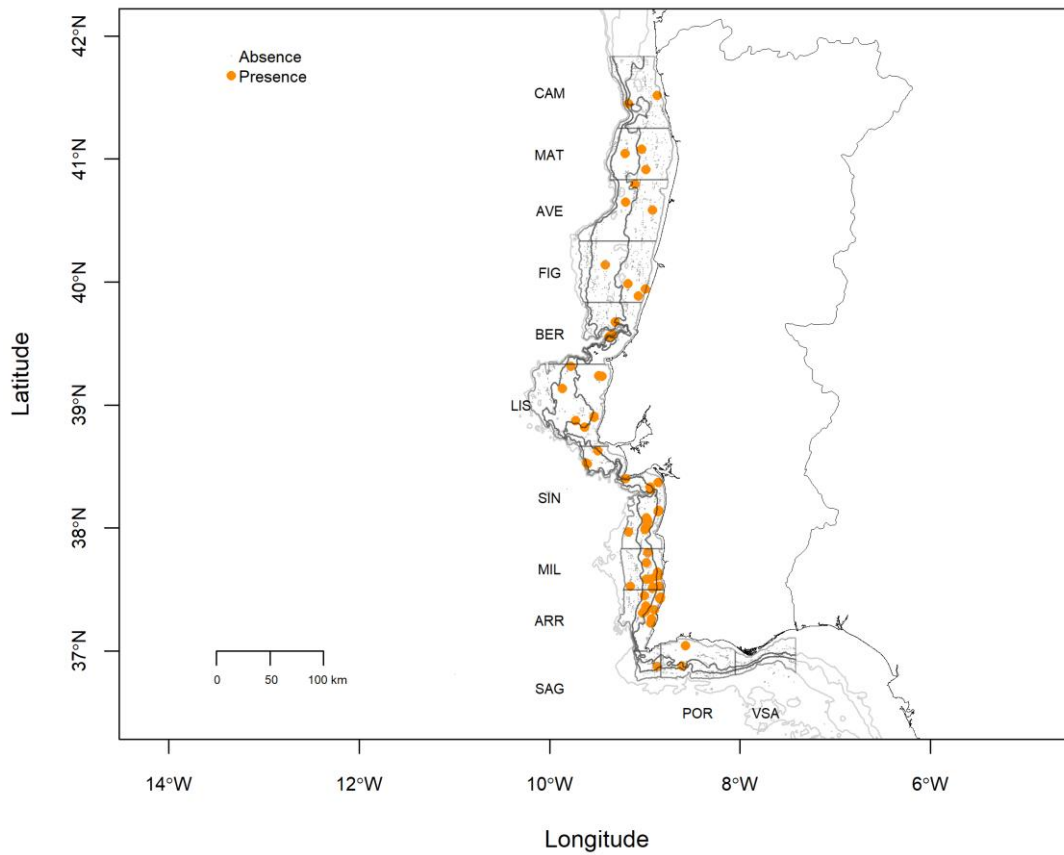 Absence
Presence
42°N
41°N
40°N
39°N
38°N
37°N
Latitude
CAM
MAT
AVE
FIG
BER
LIS
SIN
MIL
ARR
SAG
POR
VSA
0 50 100 km
14°W
12°W
10°W
8°W
6°W
Longitude